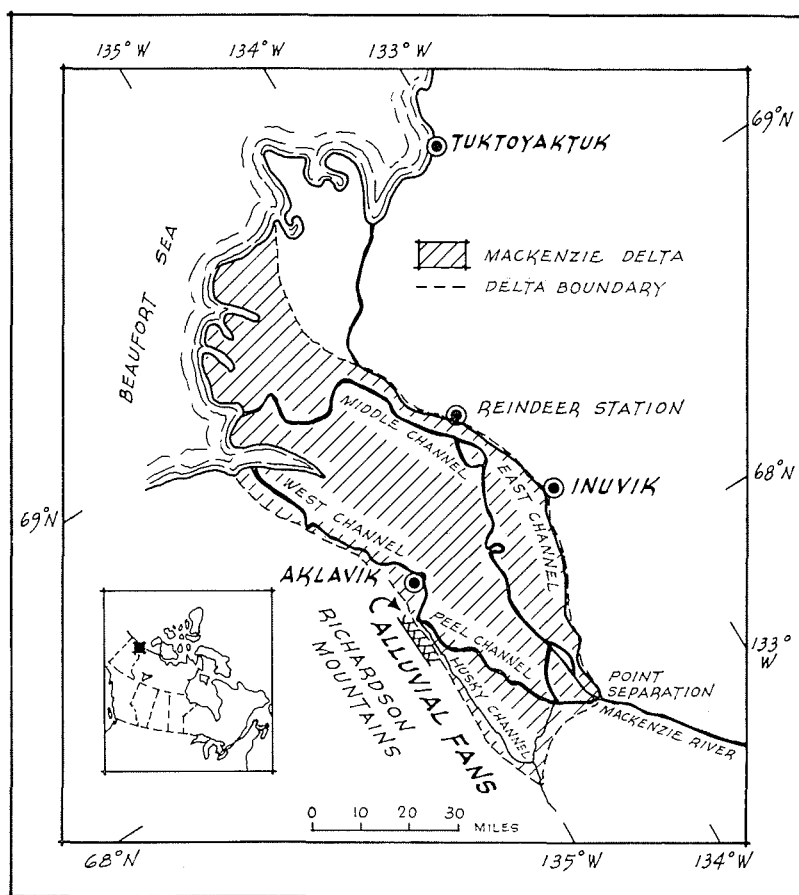 135°W 134°W 133°W
69°N
TUKTOYAKTUK
BEAUFORT SEA
MACKENZIE DELTA
DELTA BOUNDARY
REINDEER STATION
MIDDLE CHANNEL
EAST CHANNEL
68°N
INUVIK
WEST CHANNEL
69°N
AKLAVIK
PEEL CHANNEL
HUSKY CHANNEL
ALLUVIAL FANS
RICHARDSON
MOUNTAINS
133°
W
POINT
SEPARATION
MACKENZIE RIVER
0 10 20 30
MILES
68°N 135°W 134°W